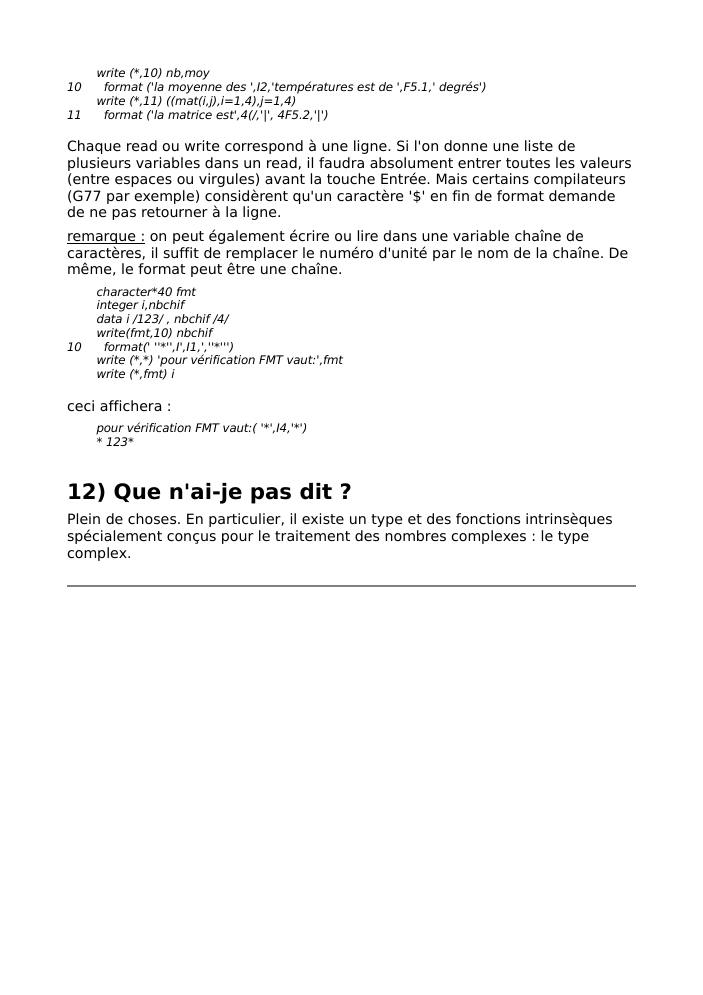 write (*,10) nb,moy
10 format ('la moyenne des ',I2,'températures est de ',F5.1,' degrés')
write (*,11) ((mat(i,j),i=1,4),j=1,4)
11 format ('la matrice est',4(/,'|', 4F5.2,'|')
Chaque read ou write correspond à une ligne. Si l'on donne une liste de
plusieurs variables dans un read, il faudra absolument entrer toutes les valeurs
(entre espaces ou virgules) avant la touche Entrée. Mais certains compilateurs
(G77 par exemple) considèrent qu'un caractère '$' en fin de format demande
de ne pas retourner à la ligne.
remarque : on peut également écrire ou lire dans une variable chaîne de
caractères, il suffit de remplacer le numéro d'unité par le nom de la chaîne. De
même, le format peut être une chaîne.
character*40 fmt
integer i,nbchif
data i /123/ , nbchif /4/
write(fmt,10) nbchif
10 format(' ''*'',I',I1,',''*''')
write (*,*) 'pour vérification FMT vaut:',fmt
write (*,fmt) i
ceci affichera :
pour vérification FMT vaut:( '*',I4,'*')
* 123*
12) Que n'ai-je pas dit ?
Plein de choses. En particulier, il existe un type et des fonctions intrinsèques
spécialement conçus pour le traitement des nombres complexes : le type
complex.